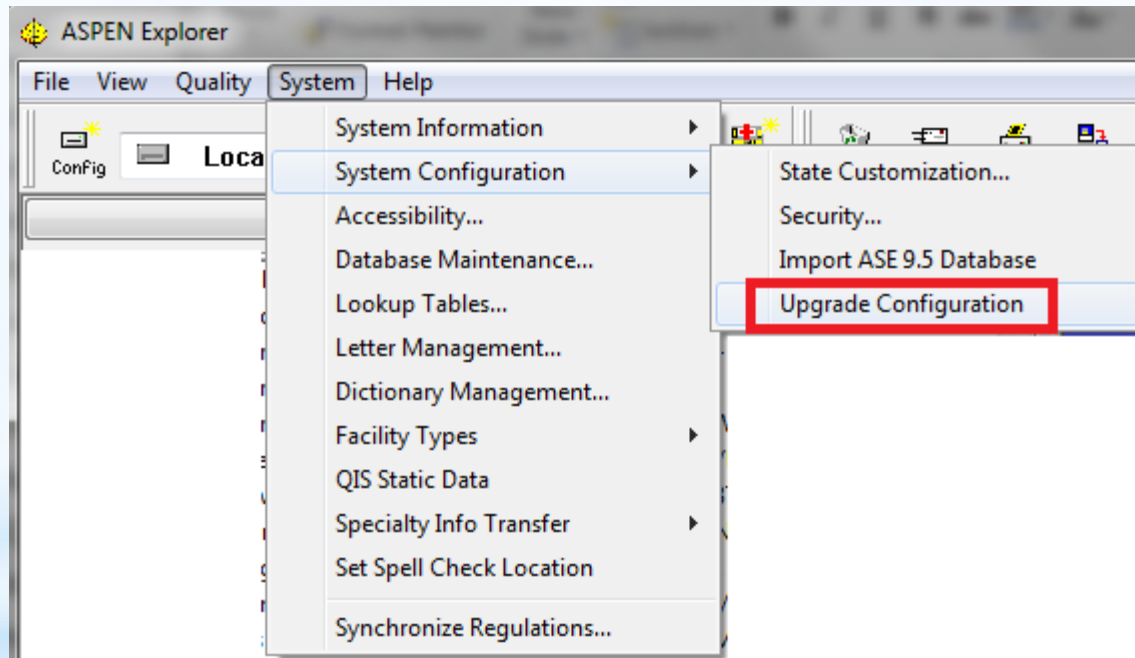 ASPEN Explorer
File View Quality System Help
Config
Loca
System Information
System Configuration
Accessibility...
Database Maintenance...
Lookup Tables...
Letter Management...
Dictionary Management...
Facility Types
QIS Static Data
Specialty Info Transfer
Set Spell Check Location
Synchronize Regulations...
State Customization...
Security...
Import ASE 9.5 Database
Upgrade Configuration